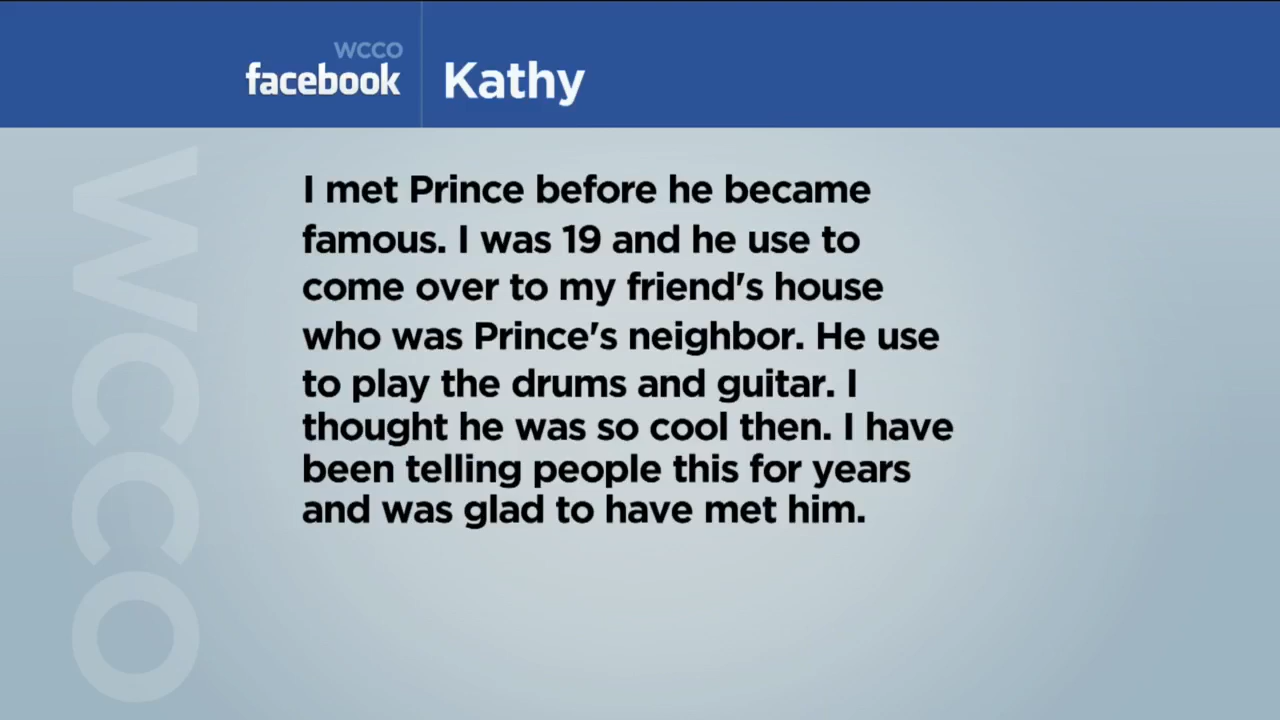 WCCO
facebook
Kathy
I met Prince before he became
famous. I was 19 and he use to
come over to my friend's house
who was Prince's neighbor. He use
to play the drums and guitar. I
thought he was so cool then. I have
been telling people this for years
and was glad to have met him.
WCCO